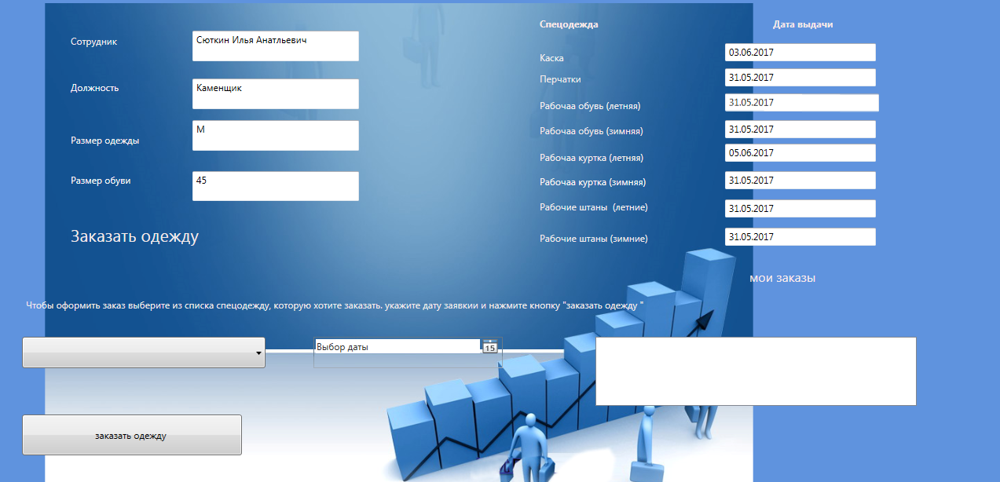 Сотрудник
Сюткин Илья Анатльевич
Должность
Каменщик
Размер одежды
М
Размер обуви
45
Заказать одежду
Спецодежда Дата выдачи
Каска 03.06.2017
Перчатки 31.05.2017
Рабочаа обувь (летняя) 31.05.2017
Рабочаа обувь (зимняя) 31.05.2017
Рабочаа куртка (летняя) 05.06.2017
Рабочаа куртка (зимняя) 31.05.2017
Рабочие штаны (летние) 31.05.2017
Рабочие штаны (зимние) 31.05.2017
мои заказы
Чтобы оформить заказ выберите из списка спецодежду, которую хотите заказать. укажите дату заявкии и нажмите кнопку "заказать одежду "
Выбор даты
15
заказать одежду